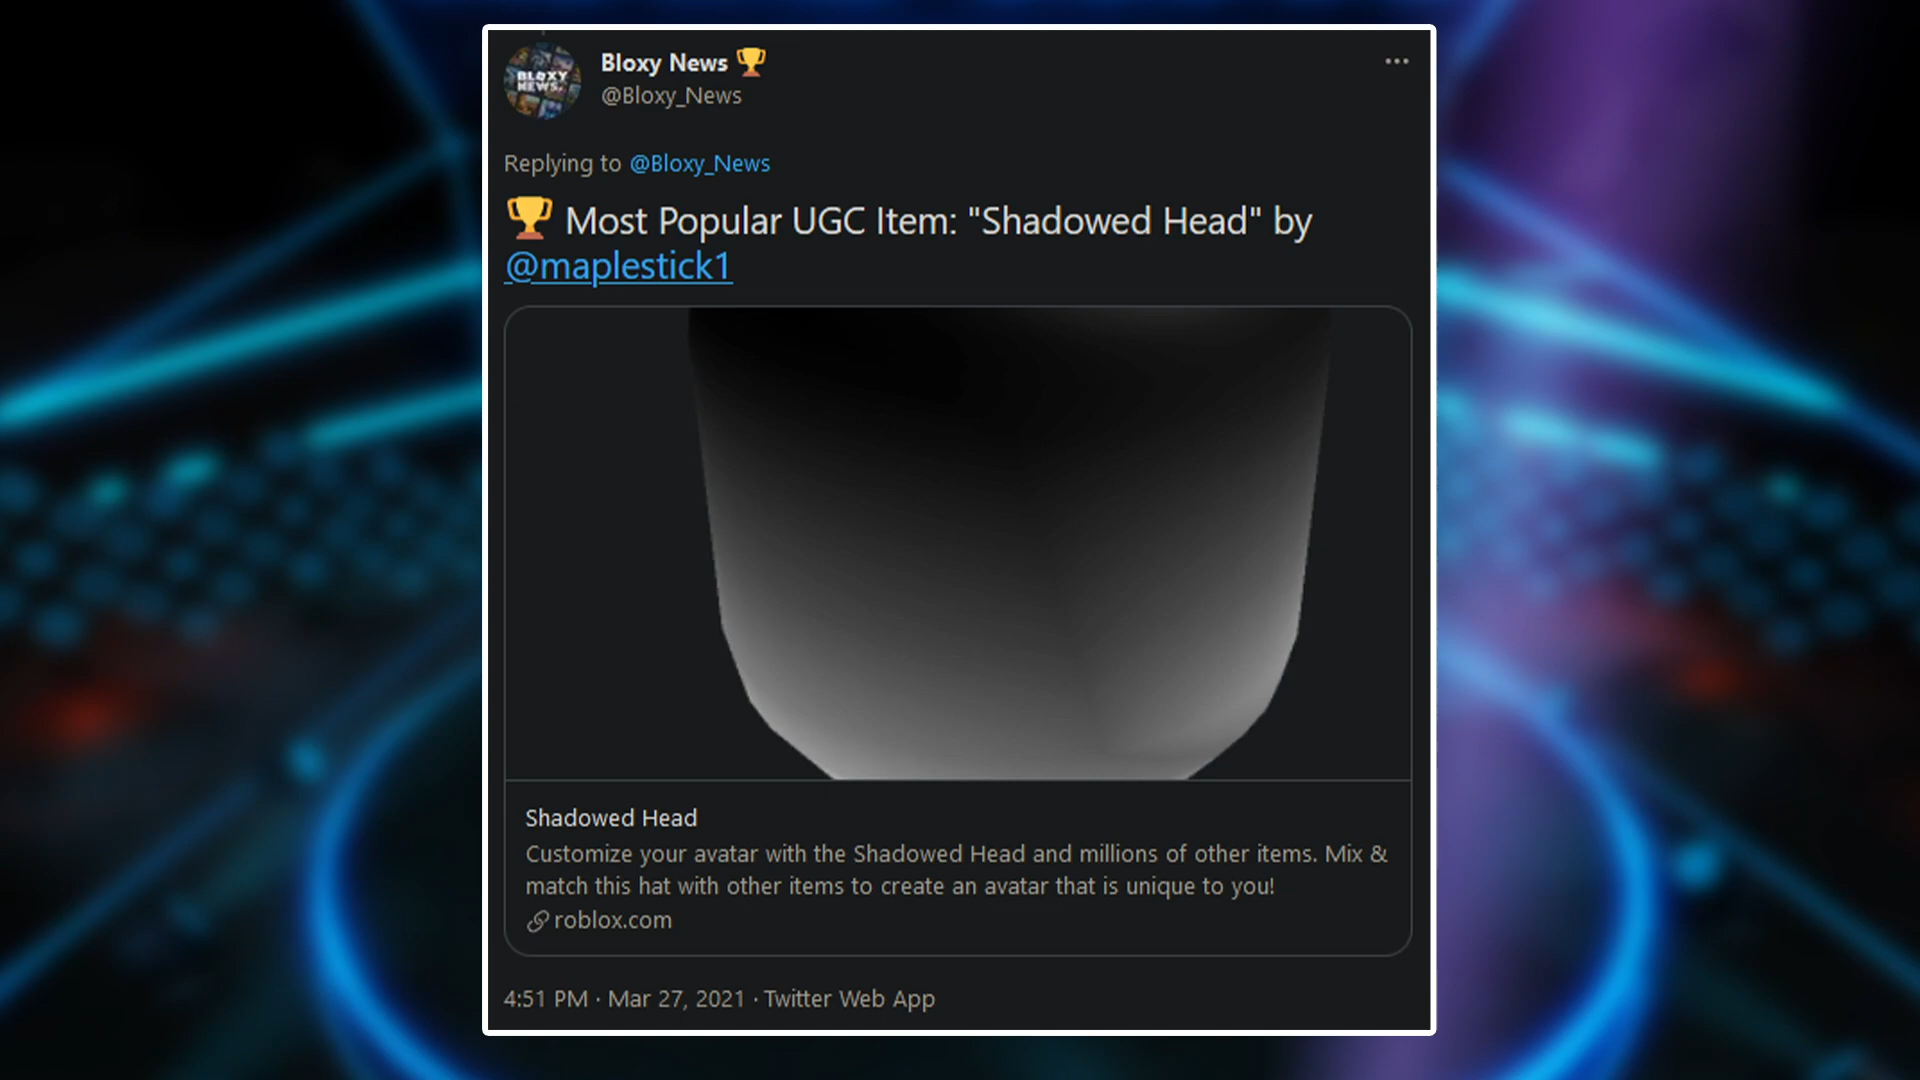 BLOXY
NEWS.
Bloxy News 🏆
@Bloxy_News
Replying to @Bloxy_News
🏆 Most Popular UGC Item: "Shadowed Head" by
@maplestick1
Shadowed Head
Customize your avatar with the Shadowed Head and millions of other items. Mix &
match this hat with other items to create an avatar that is unique to you!
roblox.com
4:51 PM · Mar 27, 2021 · Twitter Web App